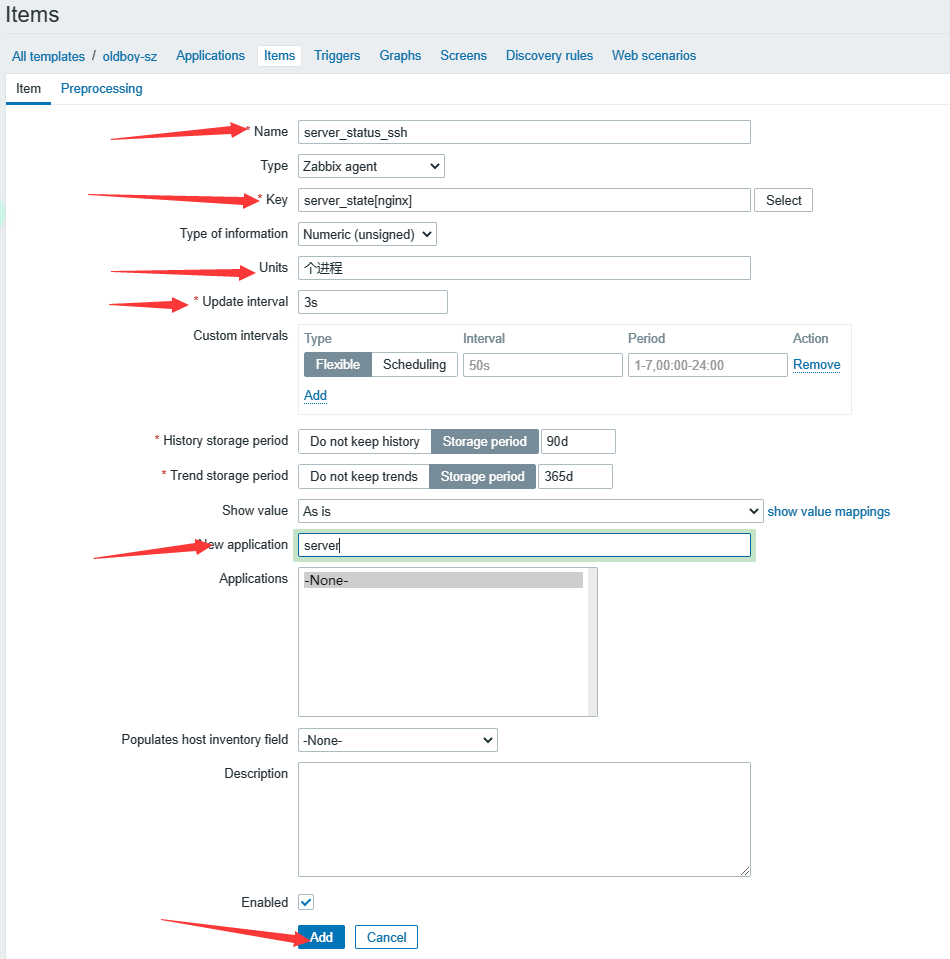 Items
All templates / oldboy-sz Applications Items Triggers Graphs Screens Discovery rules Web scenarios
Item Preprocessing
* Name server_status_ssh
Type Zabbix agent
* Key server_state[nginx] Select
Type of information Numeric (unsigned)
Units 个进程
* Update interval 3s
Custom intervals Type Interval Period Action
Flexible Scheduling 50s 1-7,00:00-24:00 Remove
Add
* History storage period Do not keep history Storage period 90d
* Trend storage period Do not keep trends Storage period 365d
Show value As is show value mappings
New application server
Applications -None-
Populates host inventory field -None-
Description
Enabled
Add Cancel